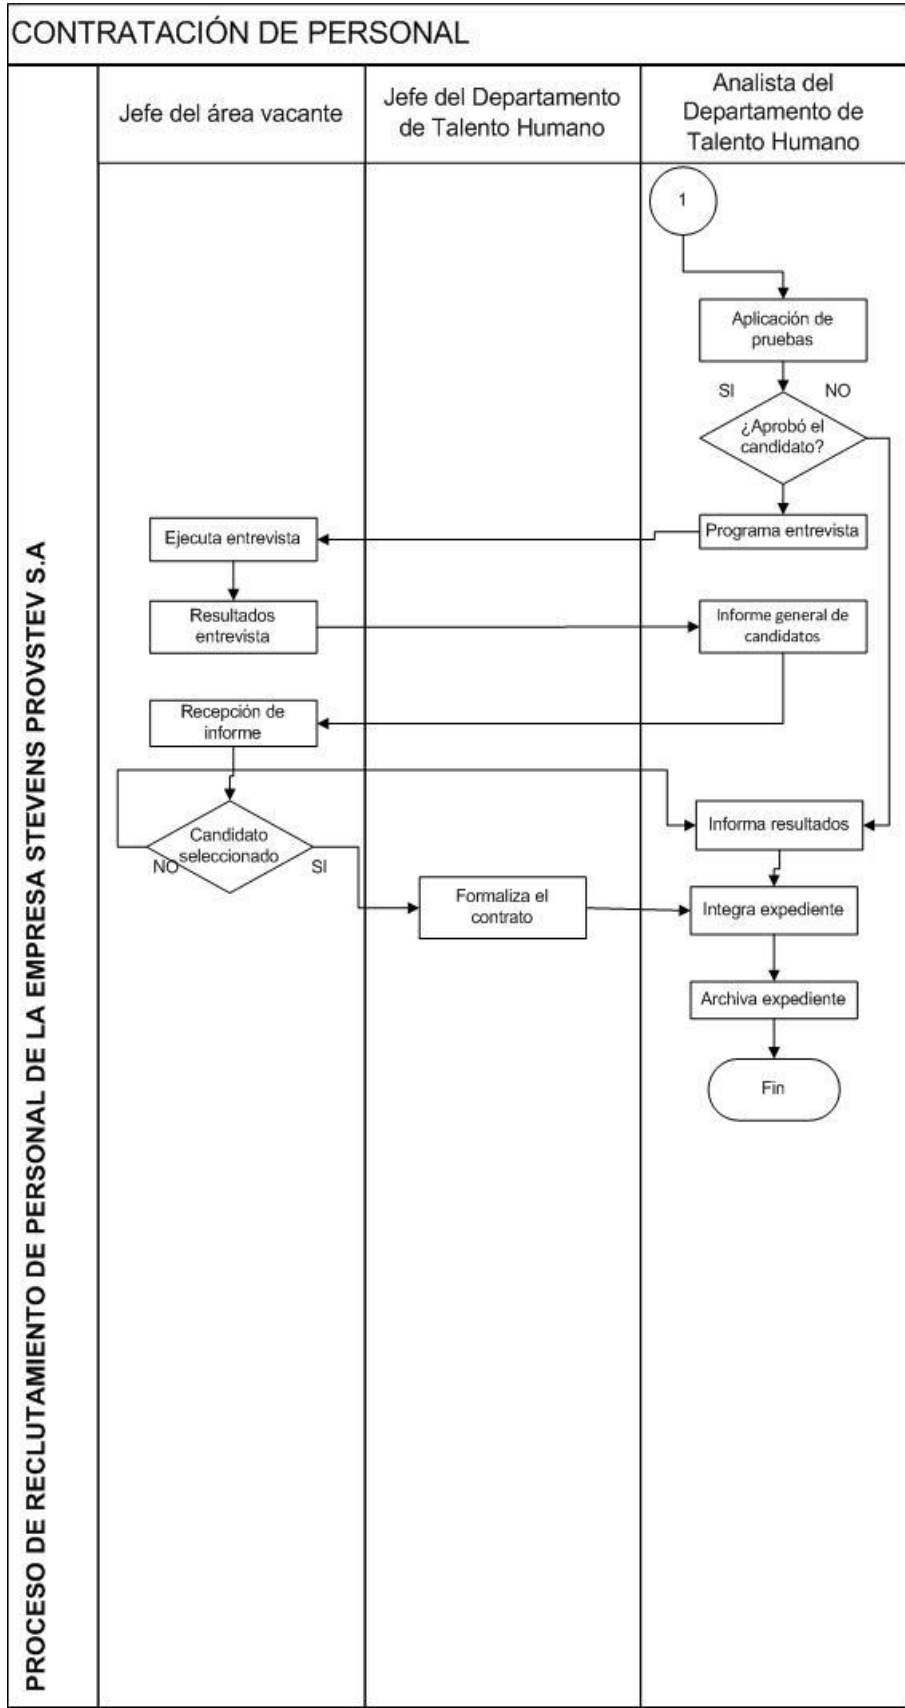 CONTRATACIÓN DE PERSONAL
PROCESO DE RECLUTAMIENTO DE PERSONAL DE LA EMPRESA STEVENS PROVSTEV S.A
Jefe del área vacante
Jefe del Departamento
de Talento Humano
Analista del
Departamento de
Talento Humano
1
Aplicación de
pruebas
SI
NO
¿Aprobó el
candidato?
Programa entrevista
Ejecuta entrevista
Resultados
entrevista
Informe general de
candidatos
Recepción de
informe
Candidato
seleccionado
NO
SI
Informa resultados
Formaliza el
contrato
Integra expediente
Archiva expediente
Fin